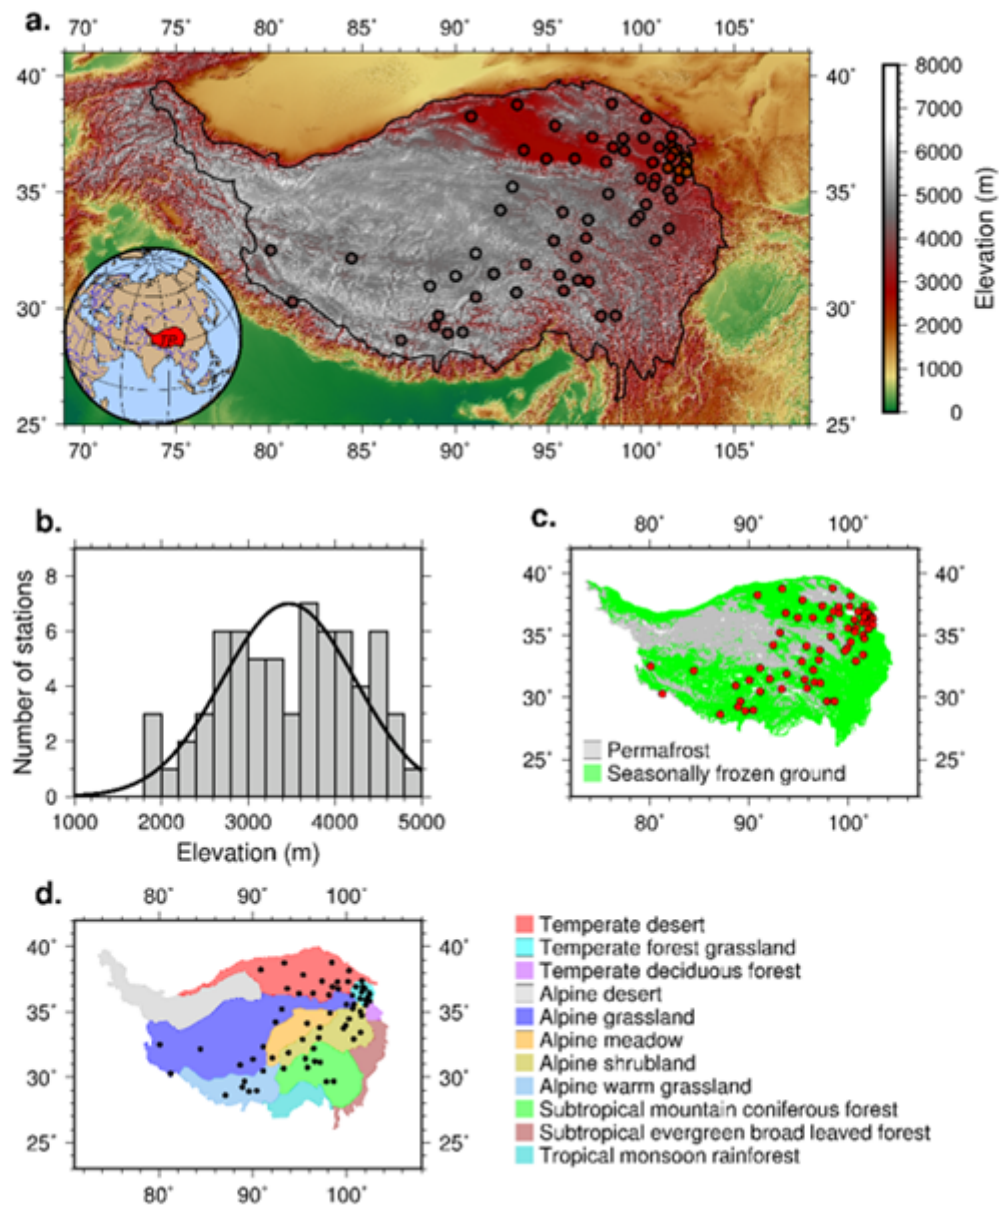 a.
70˚ 75˚ 80˚ 85˚ 90˚ 95˚ 100˚ 105˚
40˚ 40˚
35˚ 35˚
30˚ 30˚
25˚ 25˚
70˚ 75˚ 80˚ 85˚ 90˚ 95˚ 100˚ 105˚
TP
8000
7000
6000
5000
4000
3000
2000
1000
0
Elevation (m)
b.
Number of stations
8
6
4
2
0
1000 2000 3000 4000 5000
Elevation (m)
c.
80˚ 90˚ 100˚
40˚ 40˚
35˚ 35˚
30˚ 30˚
25˚ 25˚
Permafrost
Seasonally frozen ground
80˚ 90˚ 100˚
d.
80˚ 90˚ 100˚
40˚ 40˚
35˚ 35˚
30˚ 30˚
25˚ 25˚
80˚ 90˚ 100˚
Temperate desert
Temperate forest grassland
Temperate deciduous forest
Alpine desert
Alpine grassland
Alpine meadow
Alpine shrubland
Alpine warm grassland
Subtropical mountain coniferous forest
Subtropical evergreen broad leaved forest
Tropical monsoon rainforest